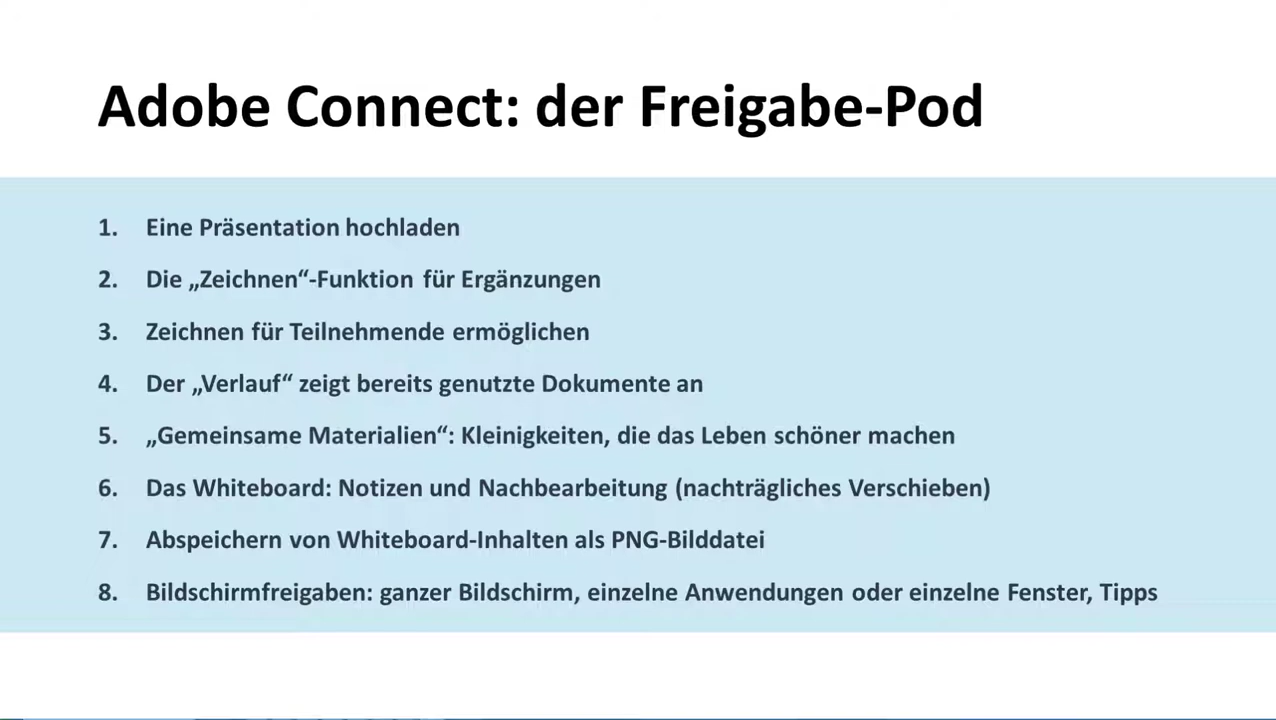 Adobe Connect: der Freigabe-Pod
1. Eine Präsentation hochladen
2. Die „Zeichnen“-Funktion für Ergänzungen
3. Zeichnen für Teilnehmende ermöglichen
4. Der „Verlauf“ zeigt bereits genutzte Dokumente an
5. „Gemeinsame Materialien“: Kleinigkeiten, die das Leben schöner machen
6. Das Whiteboard: Notizen und Nachbearbeitung (nachträgliches Verschieben)
7. Abspeichern von Whiteboard-Inhalten als PNG-Bilddatei
8. Bildschirmfreigaben: ganzer Bildschirm, einzelne Anwendungen oder einzelne Fenster, Tipps